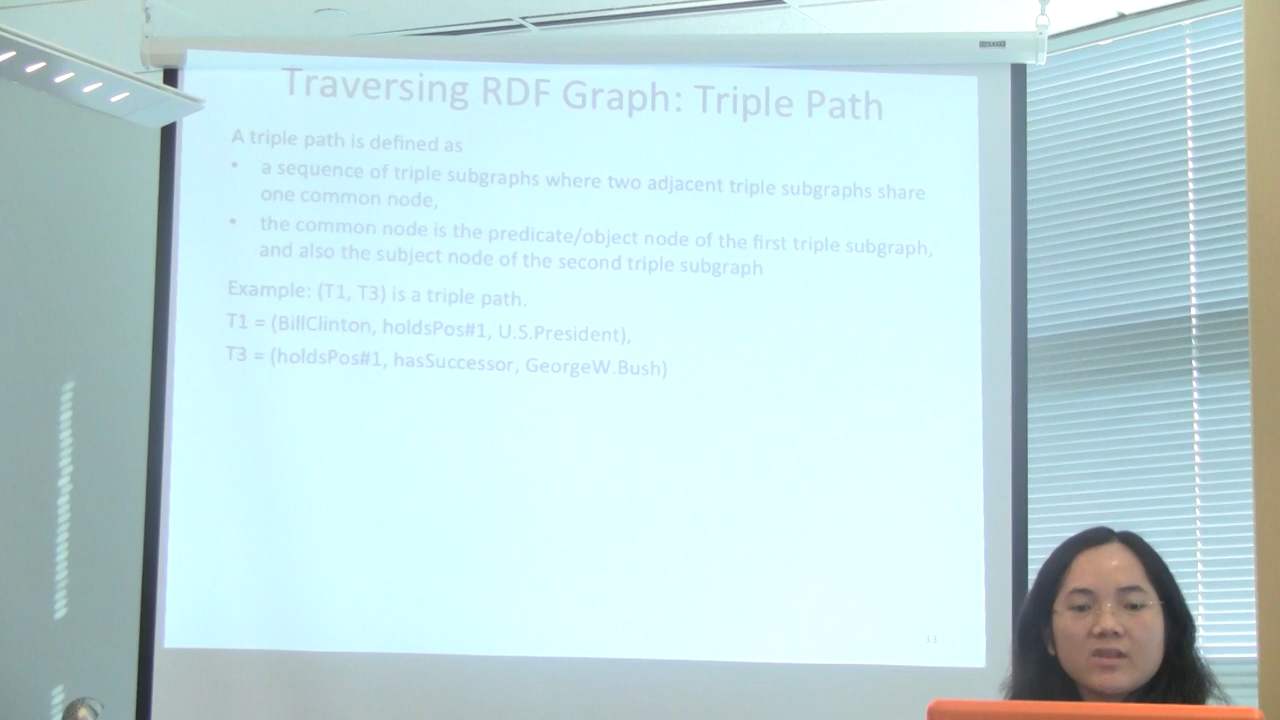 Traversing RDF Graph: Triple Path
A triple path is defined as
• a sequence of triple subgraphs where two adjacent triple subgraphs share
one common node,
• the common node is the predicate/object node of the first triple subgraph,
and also the subject node of the second triple subgraph
Example: (T1, T3) is a triple path.
T1 = (BillClinton, holdsPos#1, U.S.President),
T3 = (holdsPos#1, hasSuccessor, GeorgeW.Bush)